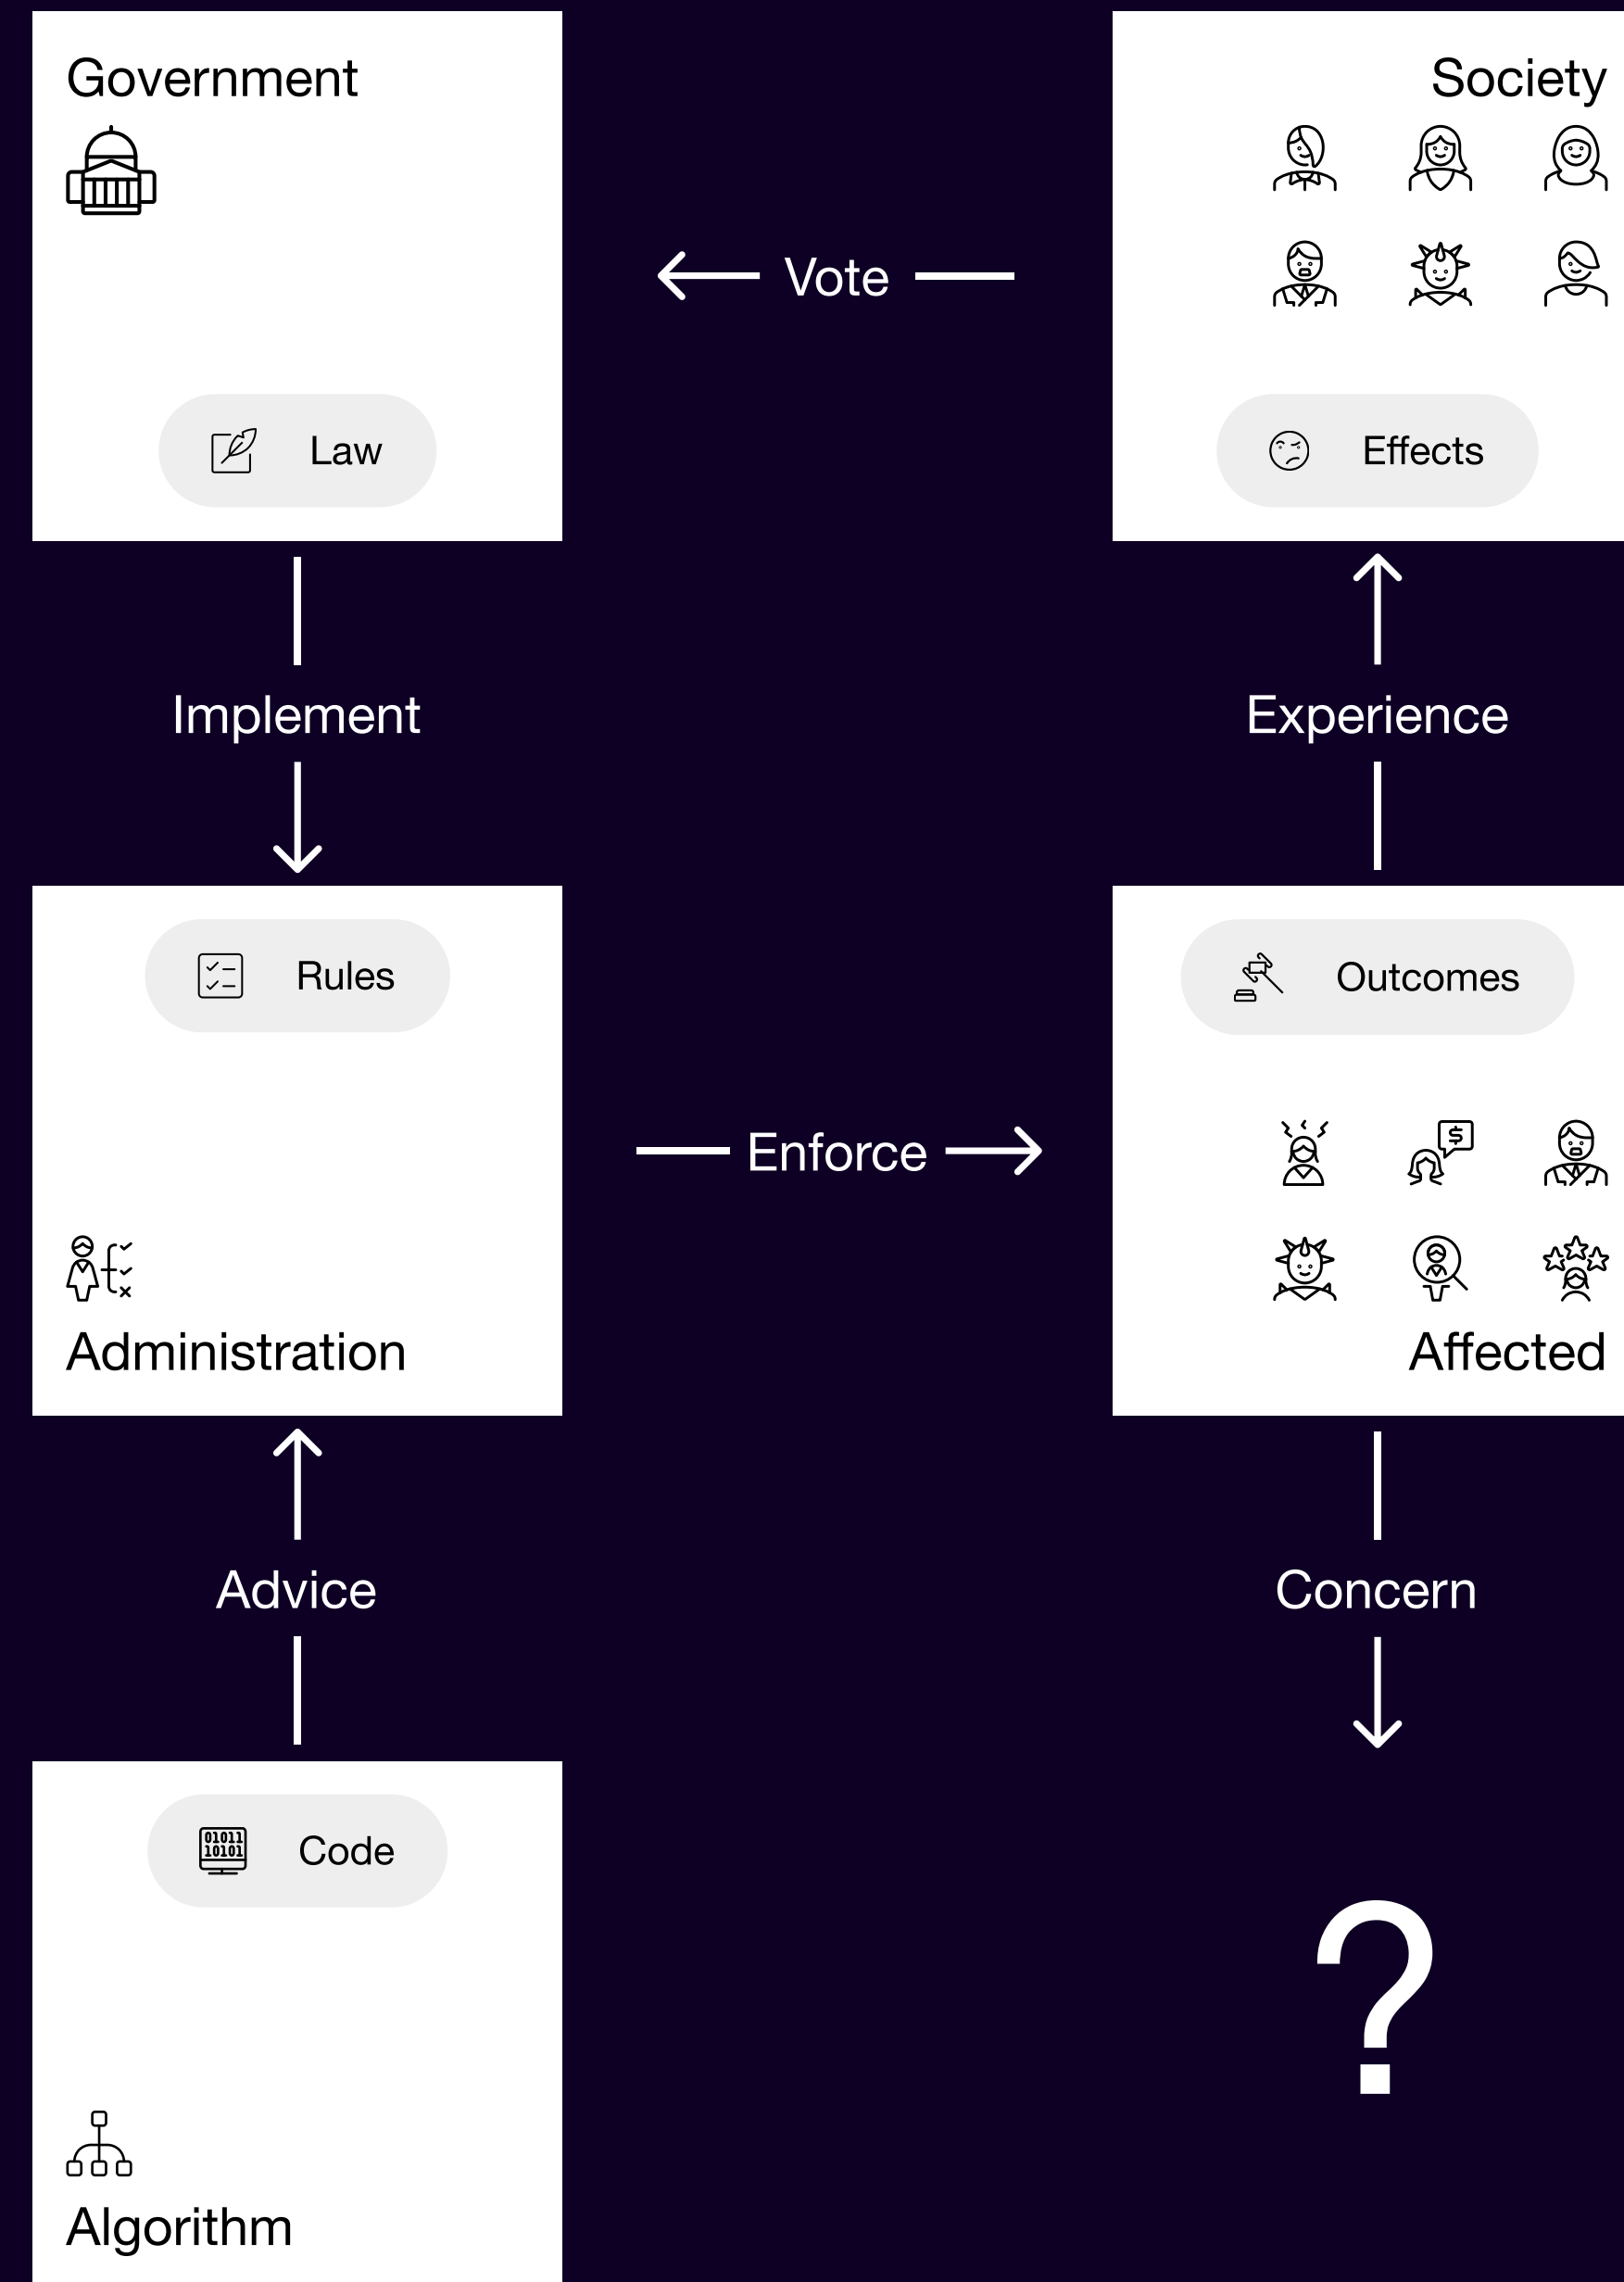 Government
Society
Vote
Law
Effects
Implement
Experience
Rules
Outcomes
Enforce
Administration
Affected
Advice
Concern
01011
10101
Code
?
Algorithm